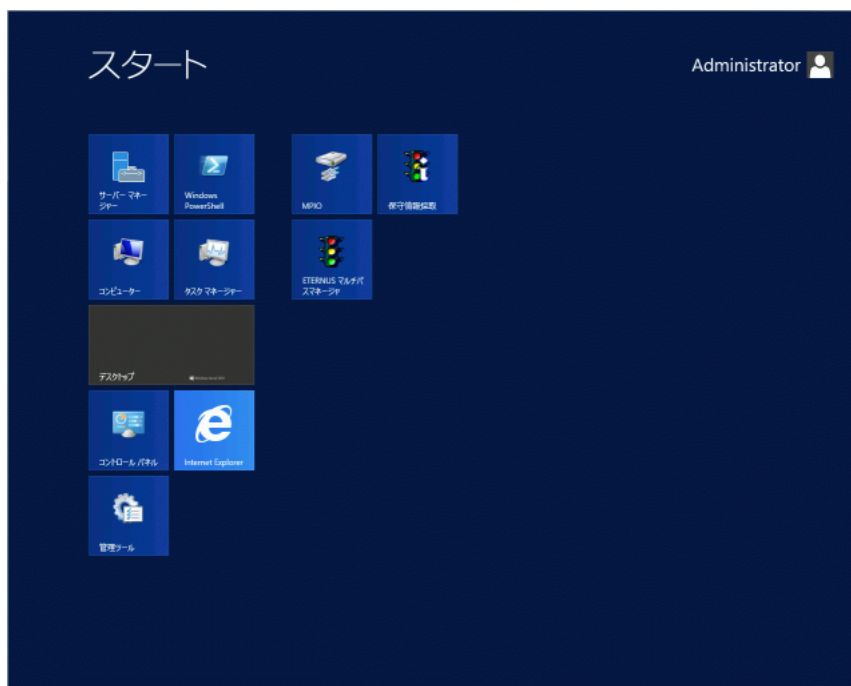 スタート
Administrator
サーバー マネー
ジャー
Windows
PowerShell
MPIO
保守情報採取
コンピューター
タスク マネージャー
ETERNUS マルチパ
スマネージャ
デスクトップ
コントロール パネル
Internet Explorer
管理ツール